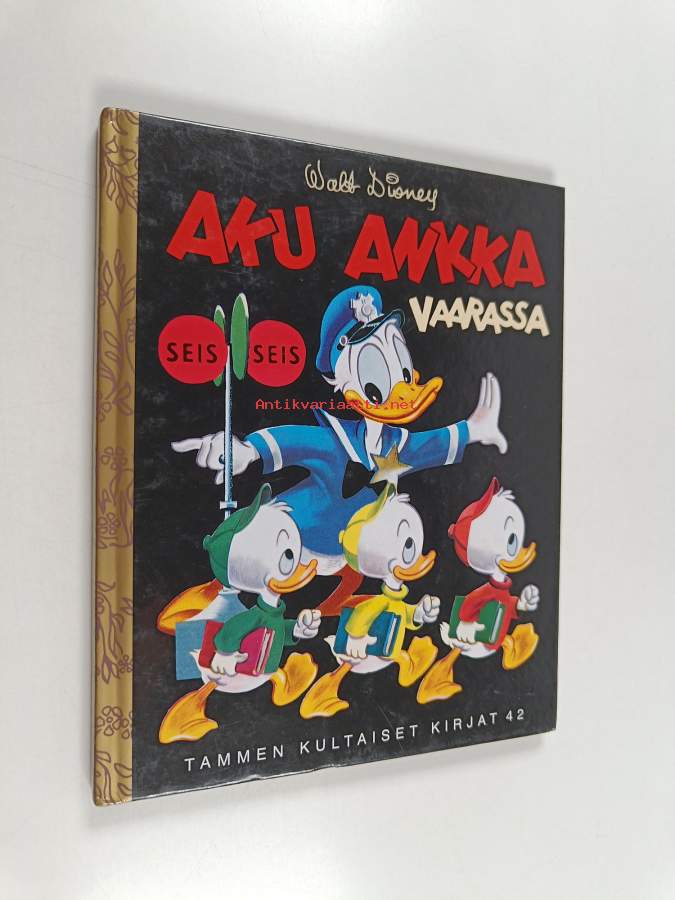 Walt Disney
AKU ANKKA
VAARASSA
SEIS SEIS
Antikvariaatti.net
TAMMEN KULTAISET KIRJAT 42